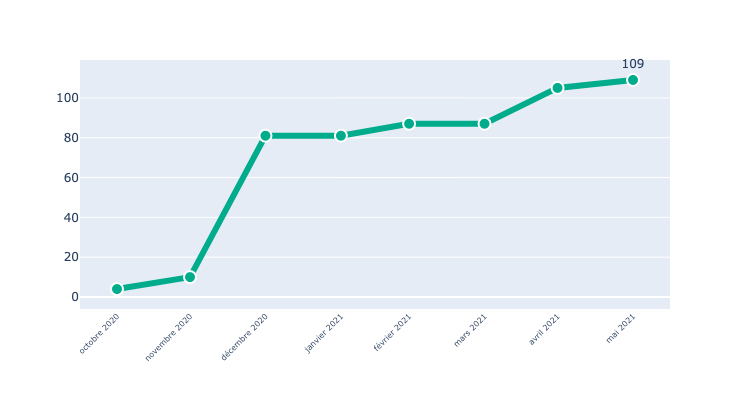 109
100
80
60
40
20
0
octobre 2020
novembre 2020
décembre 2020
janvier 2021
février 2021
mars 2021
avril 2021
mai 2021